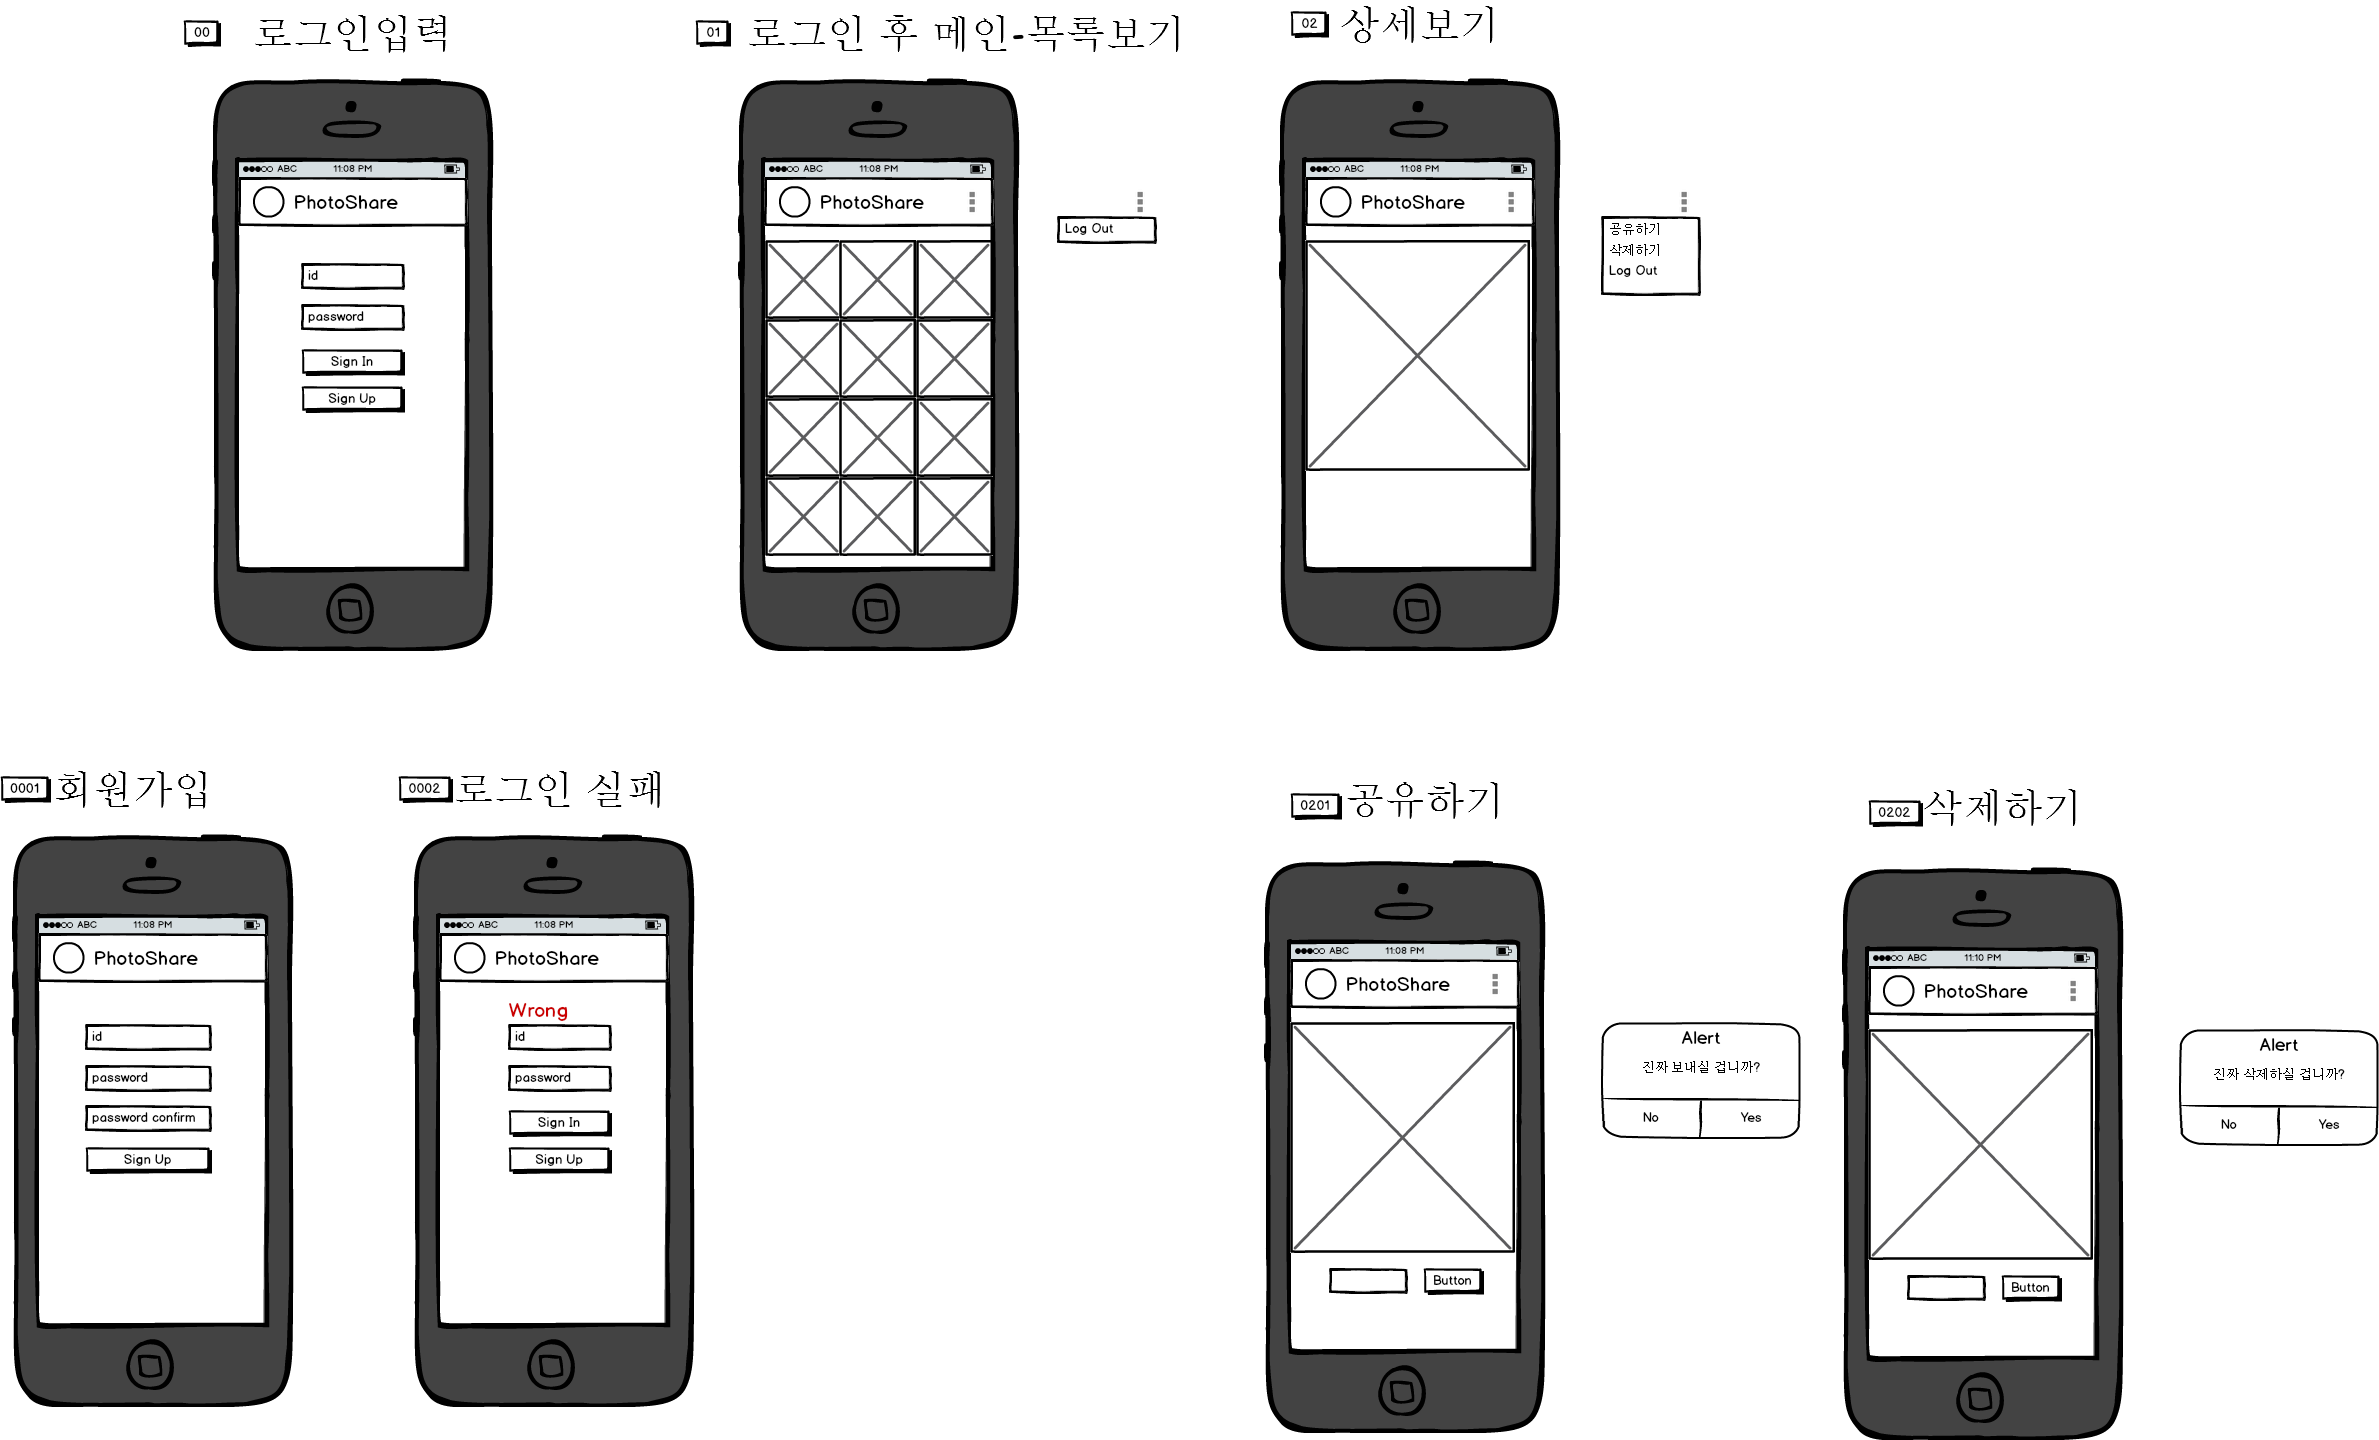 00 로그인입력
ABC 11:08 PM
PhotoShare
id
password
Sign In
Sign Up
01 로그인 후 메인-목록보기
ABC 11:08 PM
PhotoShare
Log Out
02 상세보기
ABC 11:08 PM
PhotoShare
공유하기
삭제하기
Log Out
0001 회원가입
ABC 11:08 PM
PhotoShare
id
password
password confirm
Sign Up
0002 로그인 실패
ABC 11:08 PM
PhotoShare
Wrong
id
password
Sign In
Sign Up
0201 공유하기
ABC 11:08 PM
PhotoShare
Button
Alert
진짜 보내실 겁니까?
No Yes
0202 삭제하기
ABC 11:10 PM
PhotoShare
Button
Alert
진짜 삭제하실 겁니까?
No Yes